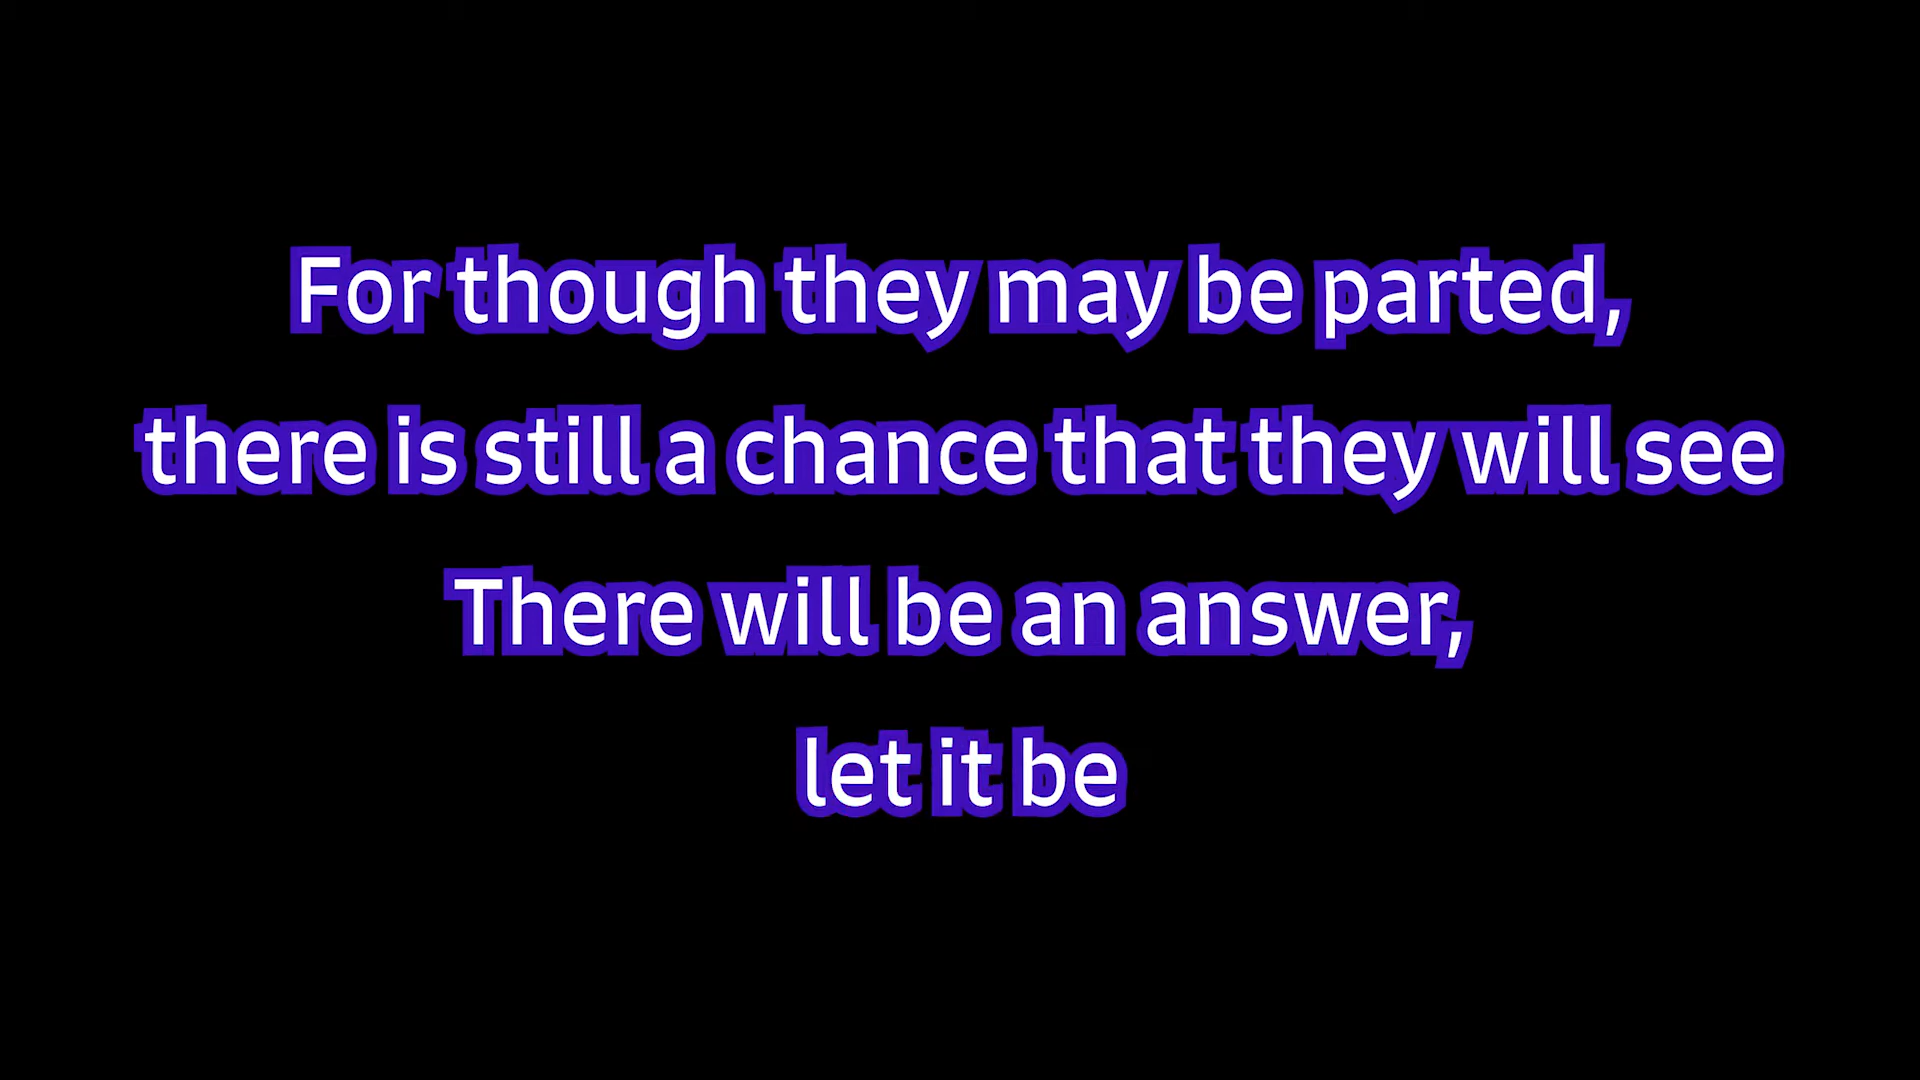 For though they may be parted,
there is still a chance that they will see
There will be an answer,
let it be